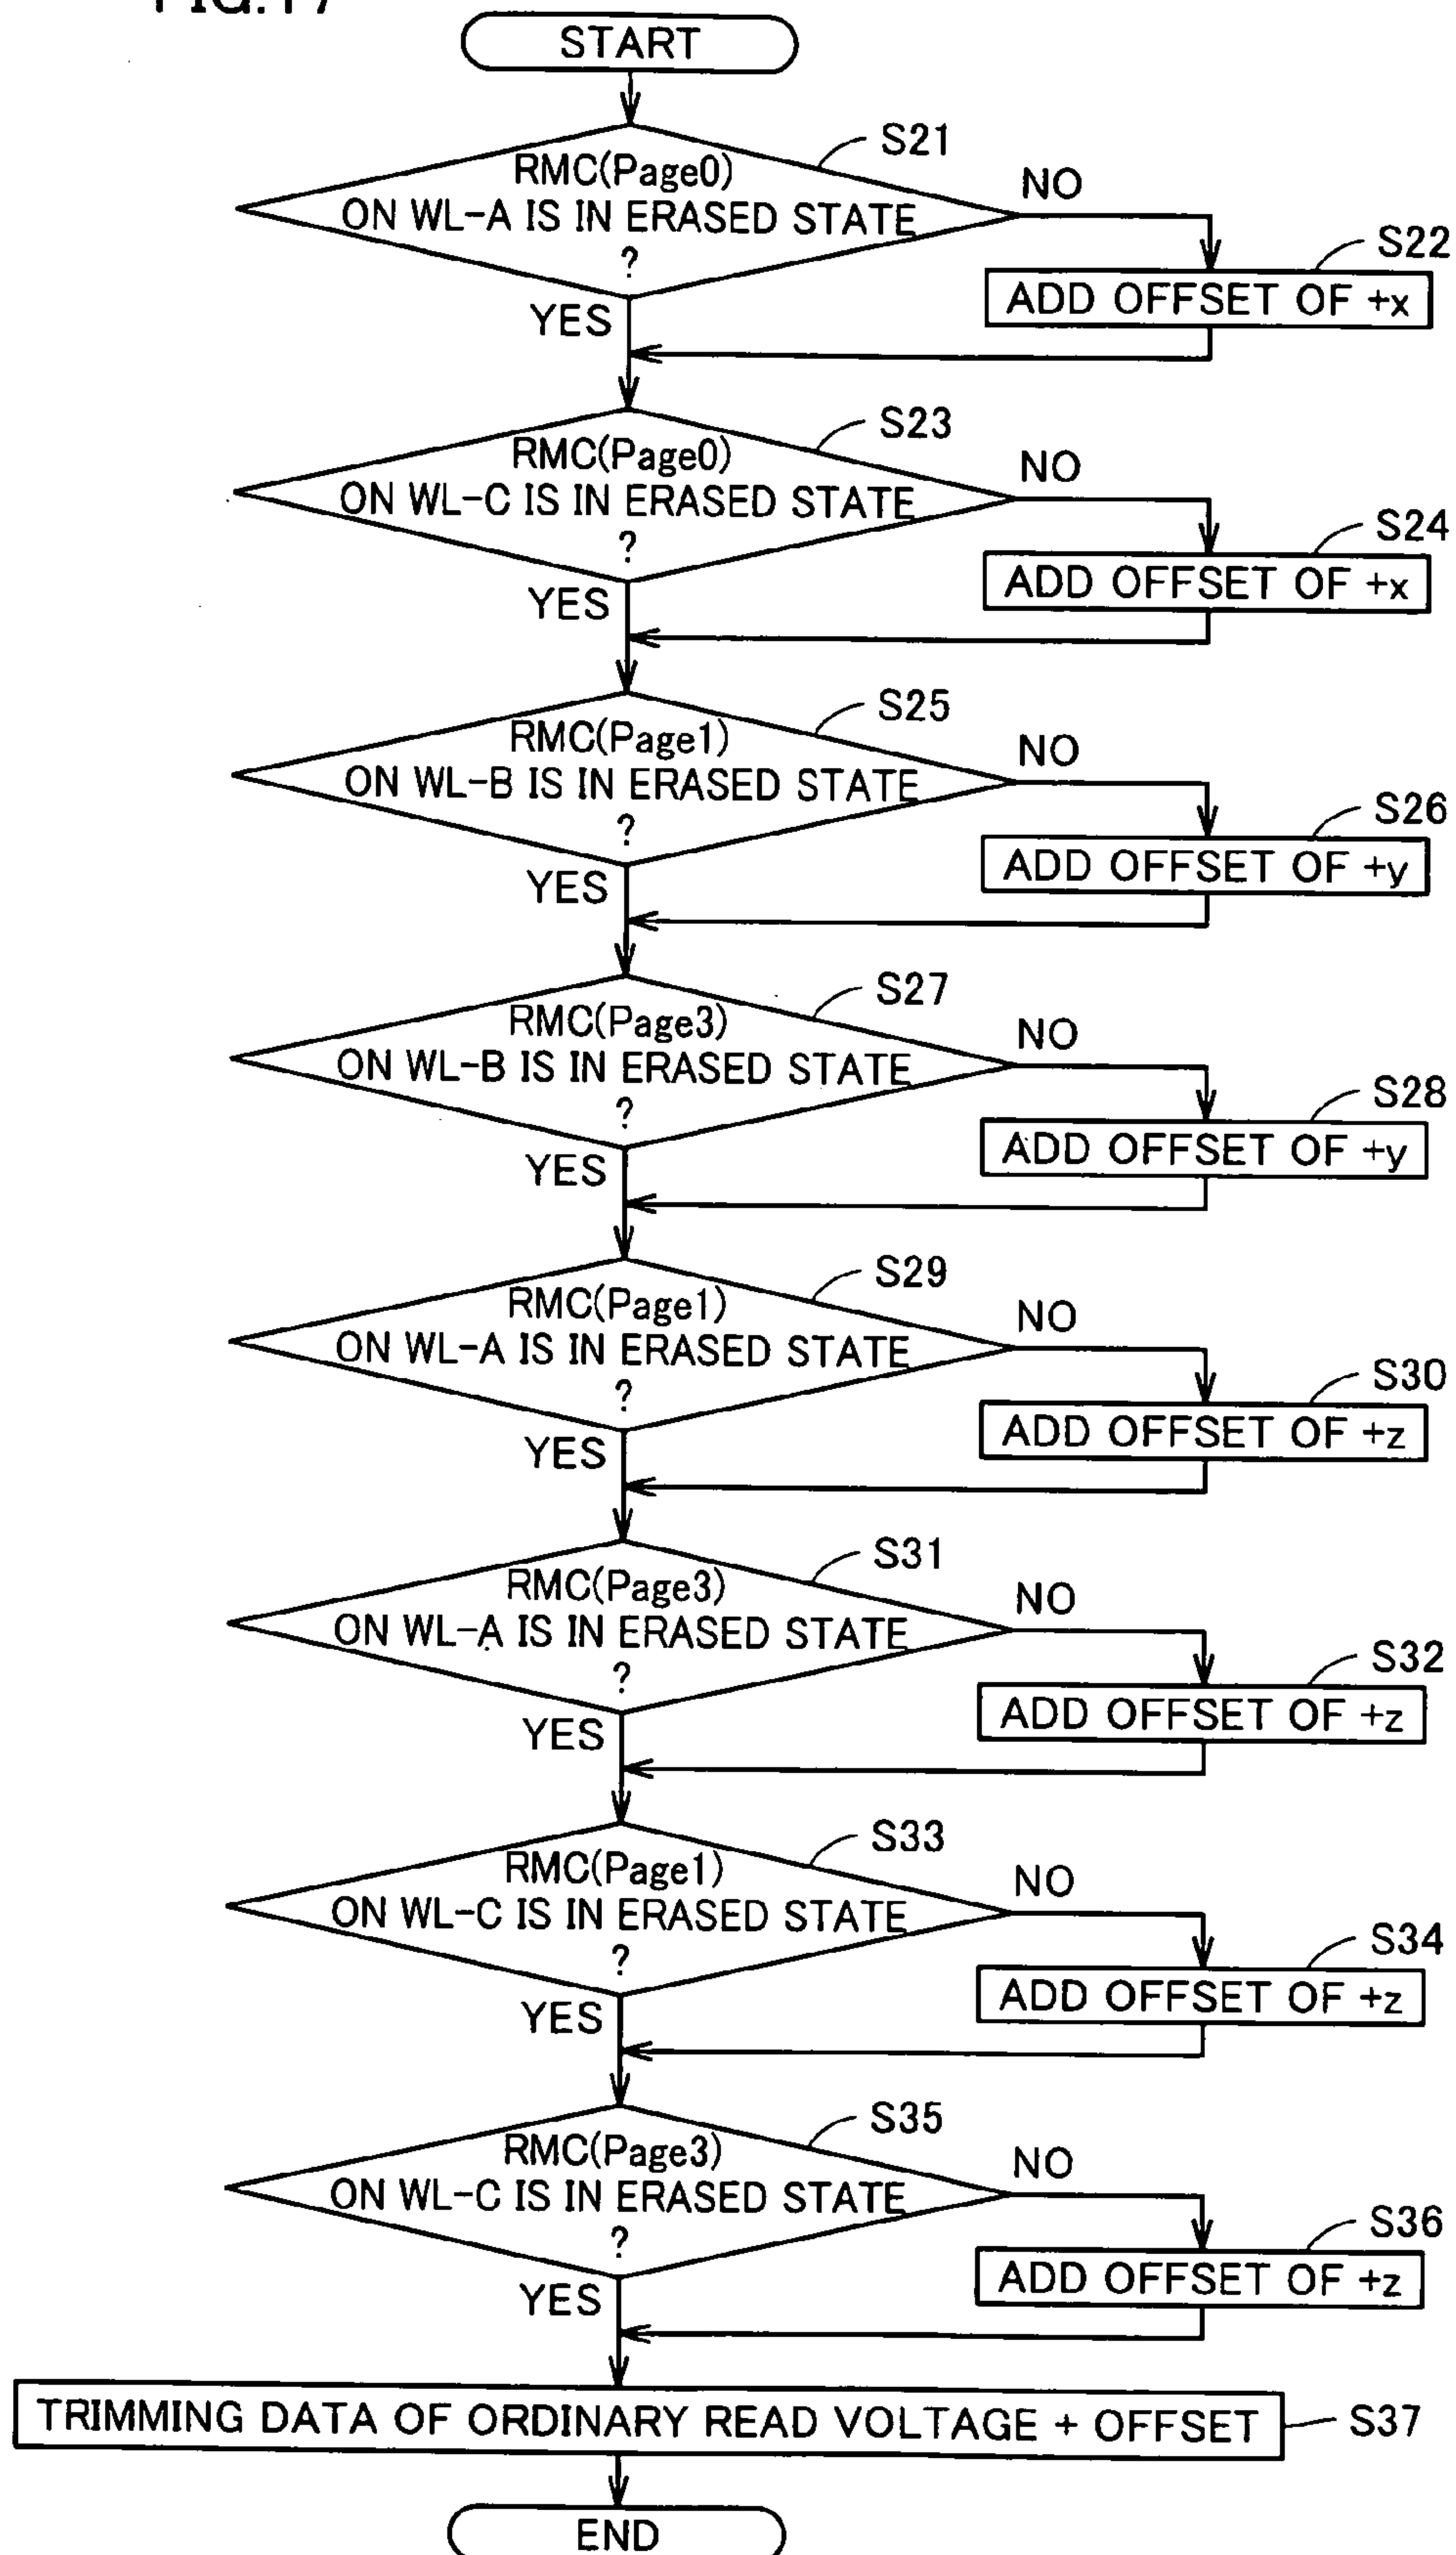 FIG.17
START
S21
RMC(Page0)
ON WL-A IS IN ERASED STATE
?
NO
YES
S22
ADD OFFSET OF +x
S23
RMC(Page0)
ON WL-C IS IN ERASED STATE
?
NO
YES
S24
ADD OFFSET OF +x
S25
RMC(Page1)
ON WL-B IS IN ERASED STATE
?
NO
YES
S26
ADD OFFSET OF +y
S27
RMC(Page3)
ON WL-B IS IN ERASED STATE
?
NO
YES
S28
ADD OFFSET OF +y
S29
RMC(Page1)
ON WL-A IS IN ERASED STATE
?
NO
YES
S30
ADD OFFSET OF +z
S31
RMC(Page3)
ON WL-A IS IN ERASED STATE
?
NO
YES
S32
ADD OFFSET OF +z
S33
RMC(Page1)
ON WL-C IS IN ERASED STATE
?
NO
YES
S34
ADD OFFSET OF +z
S35
RMC(Page3)
ON WL-C IS IN ERASED STATE
?
NO
YES
S36
ADD OFFSET OF +z
TRIMMING DATA OF ORDINARY READ VOLTAGE + OFFSET
S37
END